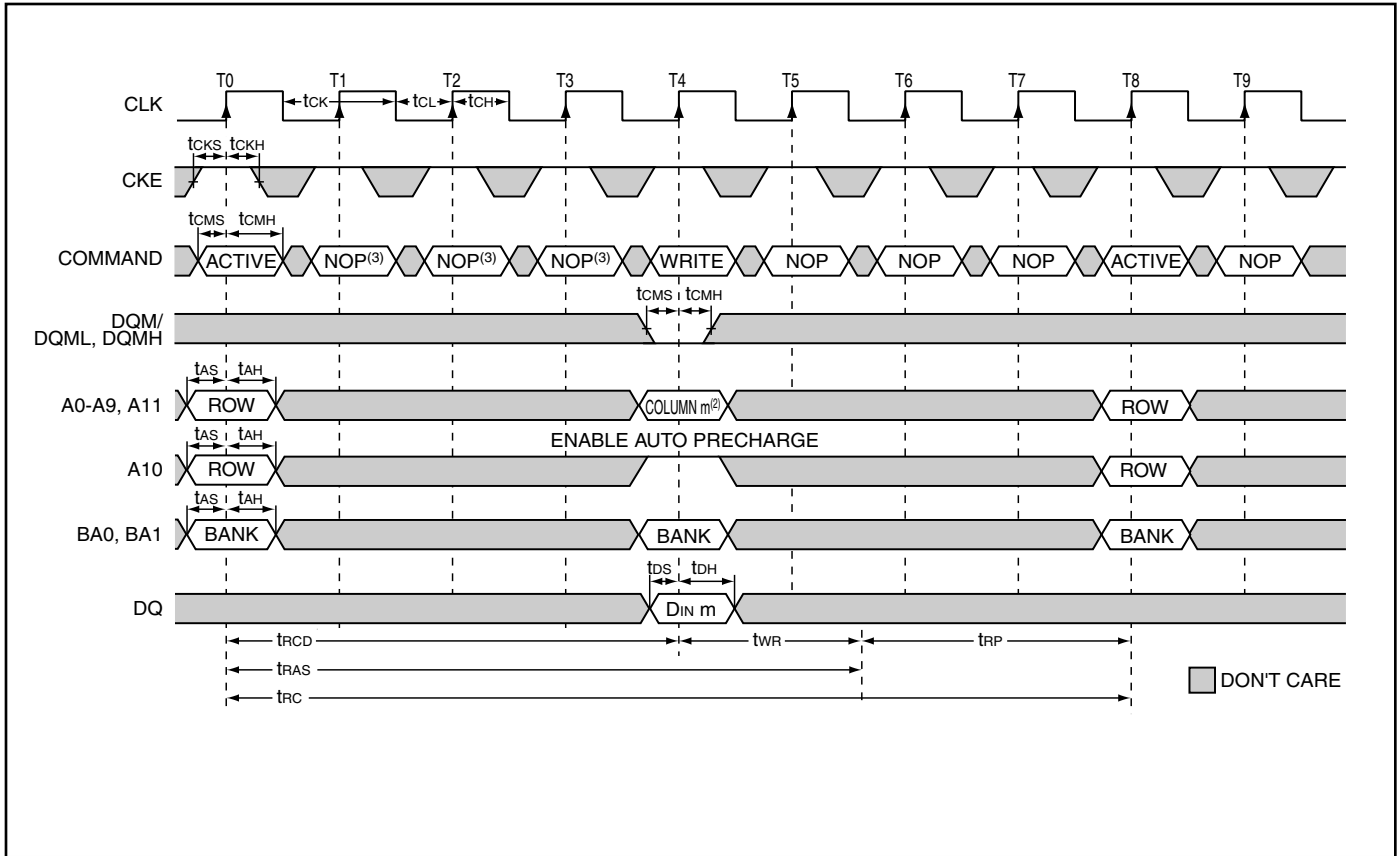 T0 T1 T2 T3 T4 T5 T6 T7 T8 T9
CLK tCK tCL tCH
tCKS tCKH
CKE
tCMS tCMH
COMMAND ACTIVE NOP(3) NOP(3) NOP(3) WRITE NOP NOP NOP ACTIVE NOP
tCMS tCMH
DQM/
DQML, DQMH
tAS tAH
A0-A9, A11 ROW COLUMN m(2) ROW
tAS tAH ENABLE AUTO PRECHARGE
A10 ROW ROW
tAS tAH
BA0, BA1 BANK BANK BANK
tDS tDH
DQ DIN m
tRCD tWR tRP
tRAS
DON'T CARE
tRC